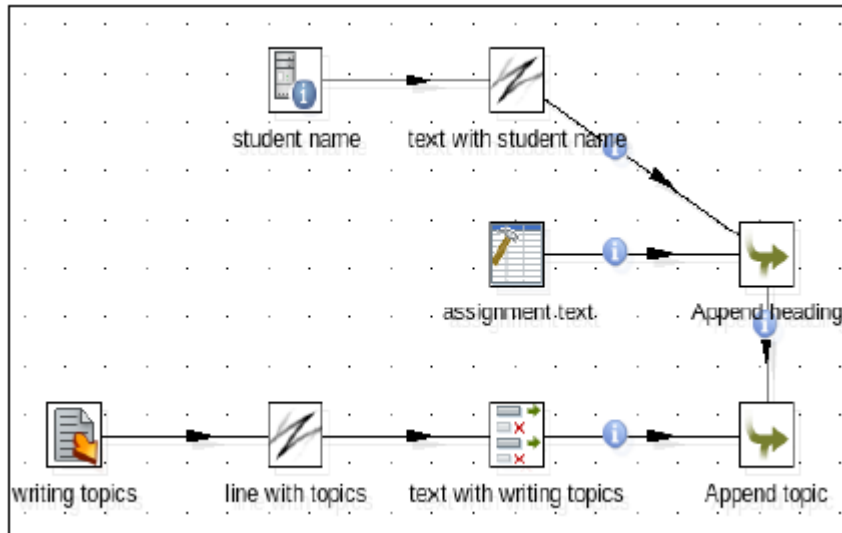 student name
text with student name
assignment text
Append heading
writing topics
line with topics
text with writing topics
Append topic